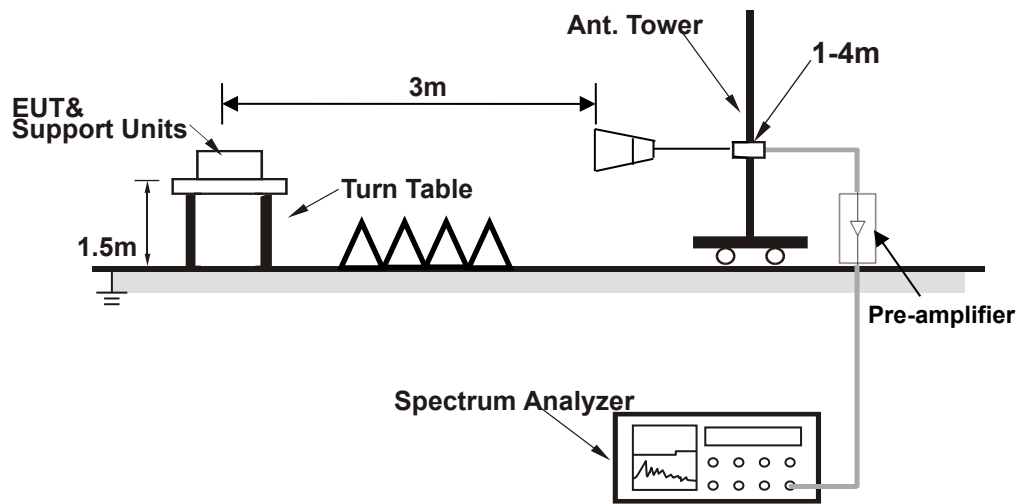 Ant. Tower
1-4m
3m
EUT&
Support Units
Turn Table
1.5m
Pre-amplifier
Spectrum Analyzer